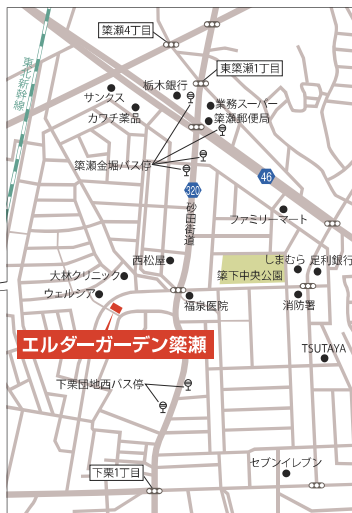 簗瀬4丁目
東簗瀬1丁目
東北新幹線
栃木銀行
サンクス
業務スーパー
カワチ薬品
簗瀬郵便局
簗瀬金堀バス停
46
320
砂田街道
ファミリーマート
西松屋
しまむら
足利銀行
大林クリニック
簗下中央公園
ウェルシア
福泉医院
消防署
エルダーガーデン簗瀬
TSUTAYA
下栗団地西バス停
セブンイレブン
下栗1丁目